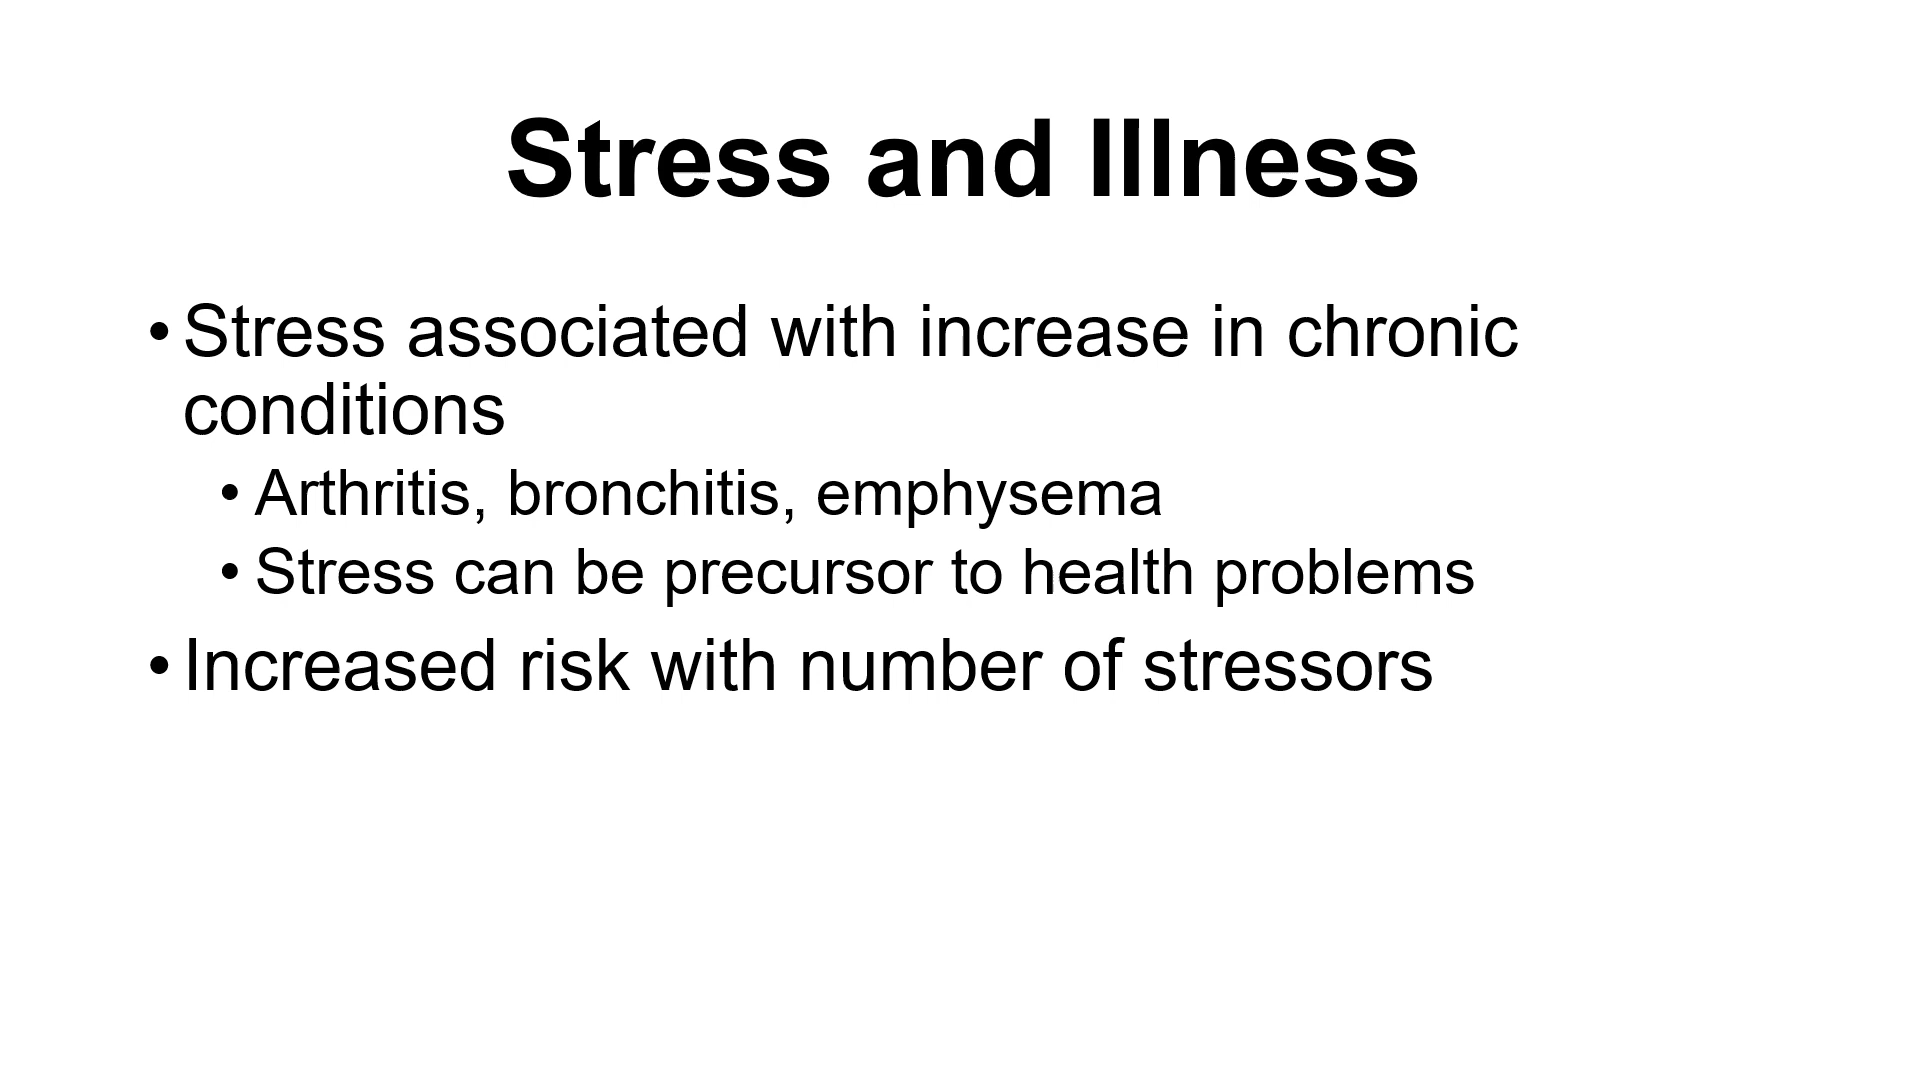 Stress and Illness
• Stress associated with increase in chronic
conditions
• Arthritis, bronchitis, emphysema
• Stress can be precursor to health problems
• Increased risk with number of stressors